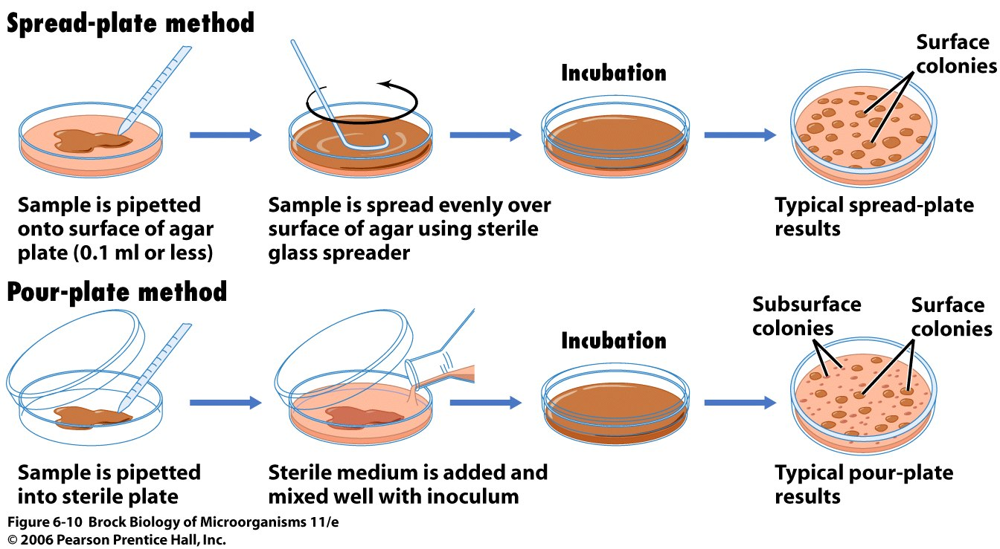 Spread-plate method
Incubation
Surface
colonies
Sample is pipetted
onto surface of agar
plate (0.1 ml or less)
Sample is spread evenly over
surface of agar using sterile
glass spreader
Typical spread-plate
results
Pour-plate method
Incubation
Subsurface
colonies
Surface
colonies
Sample is pipetted
into sterile plate
Sterile medium is added and
mixed well with inoculum
Typical pour-plate
results
Figure 6-10 Brock Biology of Microorganisms 11/e
© 2006 Pearson Prentice Hall, Inc.